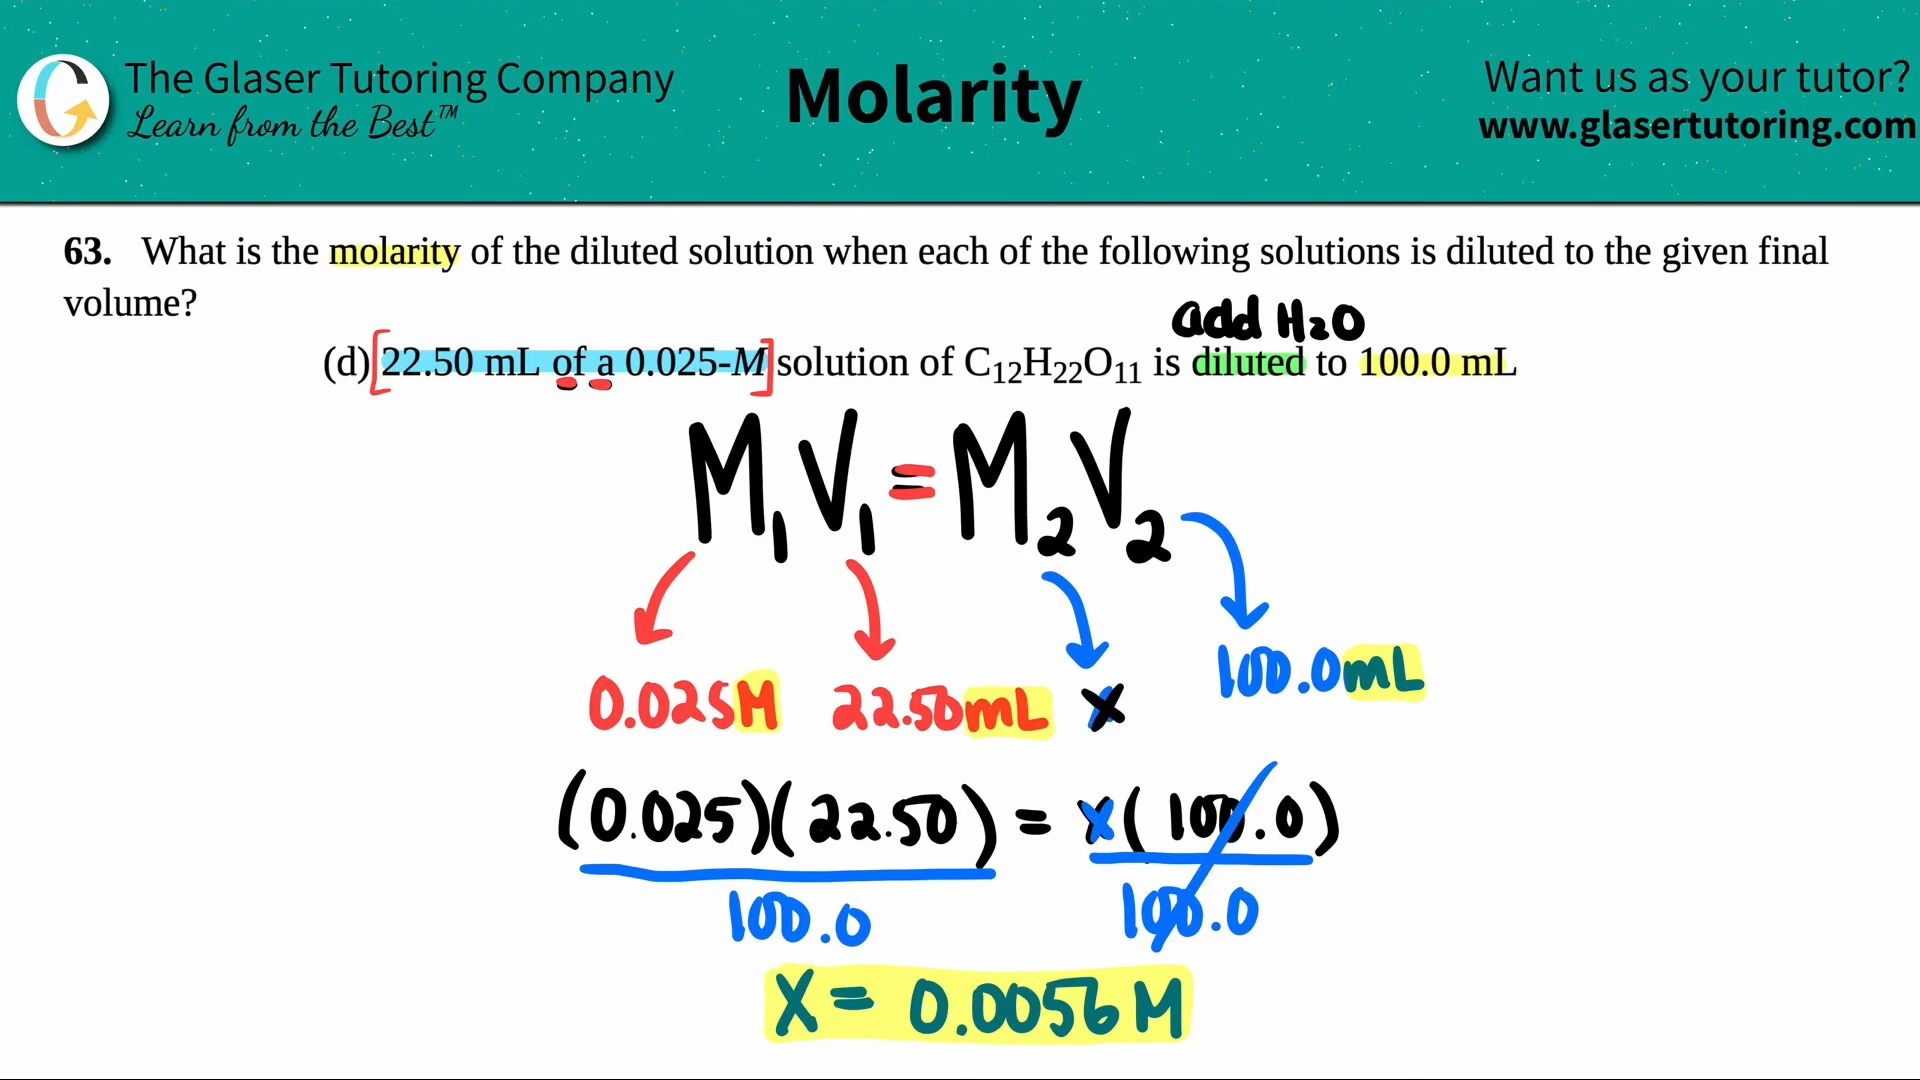 The Glaser Tutoring Company
Learn from the Best™
Molarity
Want us as your tutor?
www.glasertutoring.com
63. What is the molarity of the diluted solution when each of the following solutions is diluted to the given final
volume?
add H₂O
(d) [22.50 mL of a 0.025-M] solution of C₁₂H₂₂O₁₁ is diluted to 100.0 mL
M₁V₁ = M₂V₂
0.025M 22.50mL x 100.0mL
(0.025)(22.50) = x(100.0)
100.0 100.0
X = 0.0056 M